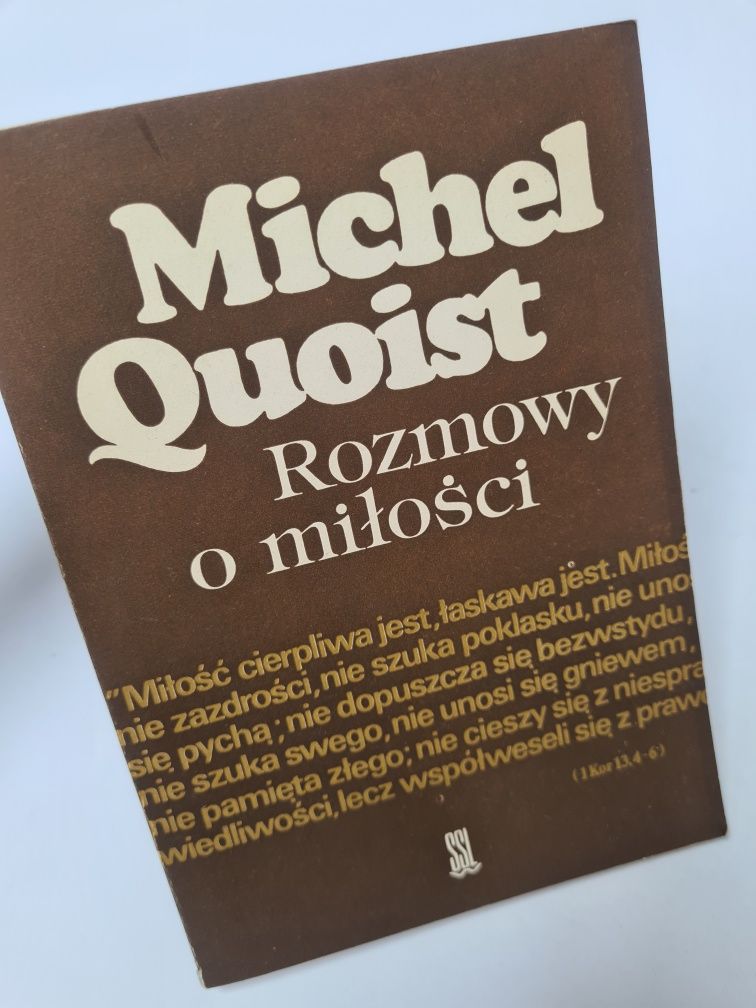 Michel
Quoist
Rozmowy
o miłości
"Miłość cierpliwa jest, łaskawa jest. Miłoś
nie zazdrości, nie szuka poklasku, nie unos
się pychą; nie dopuszcza się bezwstydu,
nie szuka swego, nie unosi się gniewem,
nie pamięta złego; nie cieszy się z niespra
wiedliwości, lecz współweseli się z prawd
(1 Kor 13, 4-6)
SSL